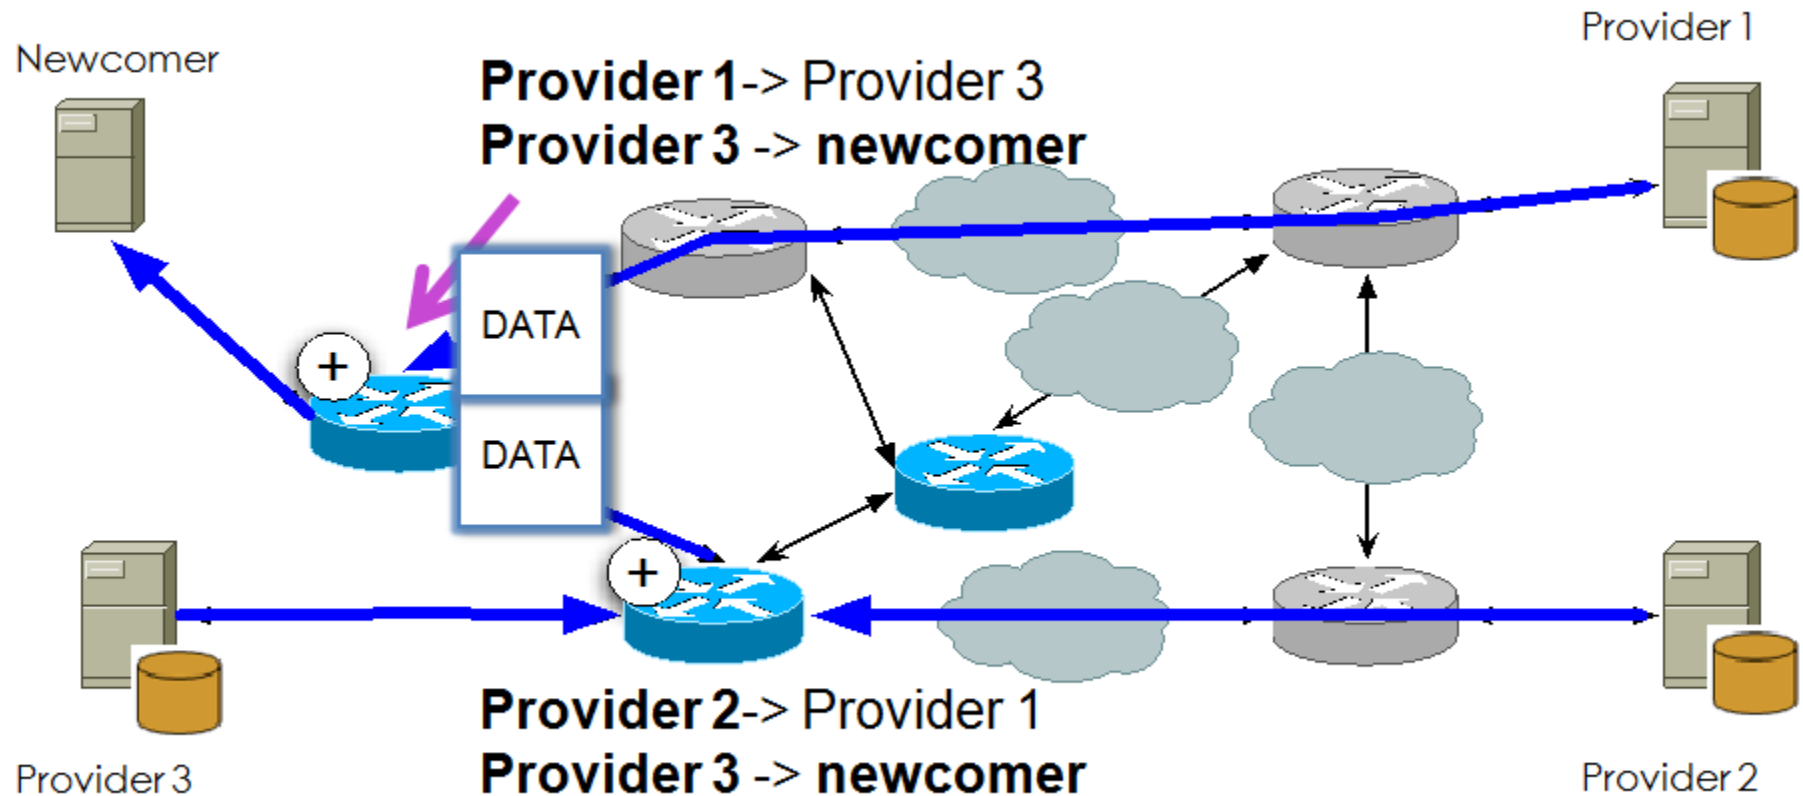 Provider 1
Newcomer
Provider 1-> Provider 3
Provider 3 -> newcomer
DATA
+
DATA
+
Provider 2-> Provider 1
Provider 3 -> newcomer
Provider 3
Provider 2